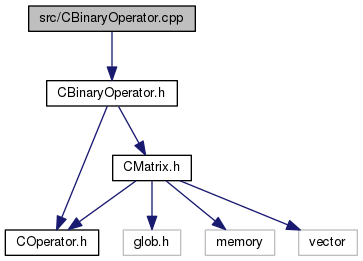 src/CBinaryOperator.cpp
CBinaryOperator.h
CMatrix.h
COperator.h
glob.h
memory
vector